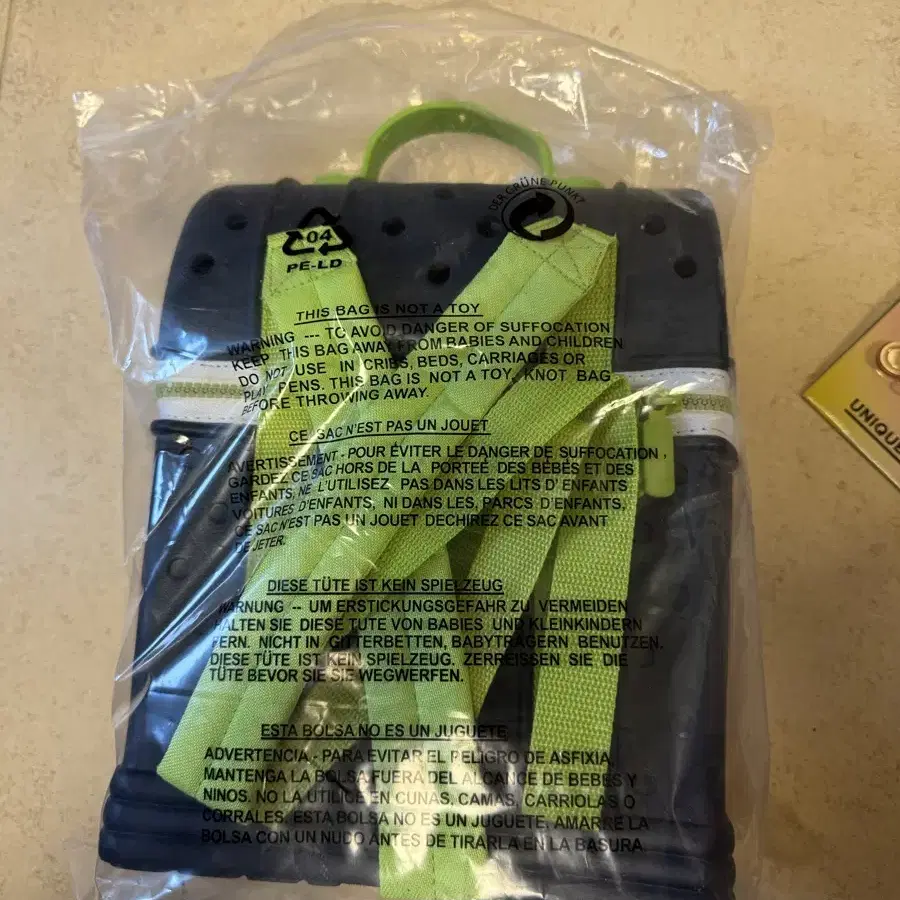 DER GRÜNE PUNKT
04
PE-LD
THIS BAG IS NOT A TOY
WARNING --- TO AVOID DANGER OF SUFFOCATION
KEEP THIS BAG AWAY FROM BABIES AND CHILDREN
DO NOT USE IN CRIBS, BEDS, CARRIAGES OR
PLAY PENS. THIS BAG IS NOT A TOY, KNOT BAG
BEFORE THROWING AWAY.
CE SAC N'EST PAS UN JOUET
AVERTISSEMENT - POUR ÉVITER LE DANGER DE SUFFOCATION ,
GARDEZ CE SAC HORS DE LA PORTEÉ DES BÉBÉS ET DES
ENFANTS, NE L'UTILISEZ PAS DANS LES LITS D' ENFANTS
VOITURES D'ENFANTS, NI DANS LES, PARCS D'ENFANTS
CE SAC N'EST PAS UN JOUET DECHIREZ CE SAC AVANT
DE JETER.
DIESE TÜTE IST KEIN SPIELZEUG
WARNUNG -- UM ERSTICKUNGSGEFAHR ZU VERMEIDEN
HALTEN SIE DIESE TUTE VON BABIES UND KLEINKINDERN
FERN. NICHT IN GITTERBETTEN, BABYTRAGERN BENUTZEN.
DIESE TÜTE IST KEIN SPIELZEUG. ZERREISSEN SIE DIE
TÜTE BEVOR SIE SIE WEGWERFEN.
ESTA BOLSA NO ES UN JUGUETE
ADVERTENCIA - PARA EVITAR EL PELIGRO DE ASFIXIA
MANTENGA LA BOLSA FUERA DEL ALCANCE DE BEBES Y
NINOS. NO LA UTILICE EN CUNAS, CAMAS, CARRIOLAS O
CORRALES. ESTA BOLSA NO ES UN JUGUETE, AMARRE LA
BOLSA CON UN NUDO ANTES DE TIRARLA EN LA BASURA
UNIQUE